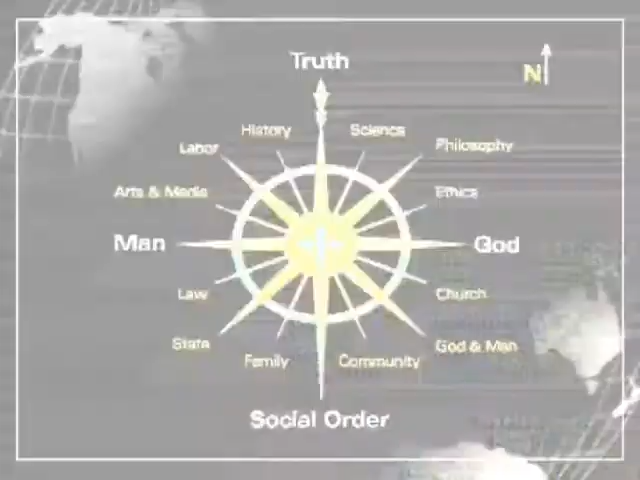 Truth
N
History
Science
Labor
Philosophy
Arts & Media
Ethics
Man
God
Law
Church
State
God & Man
Family
Community
Social Order